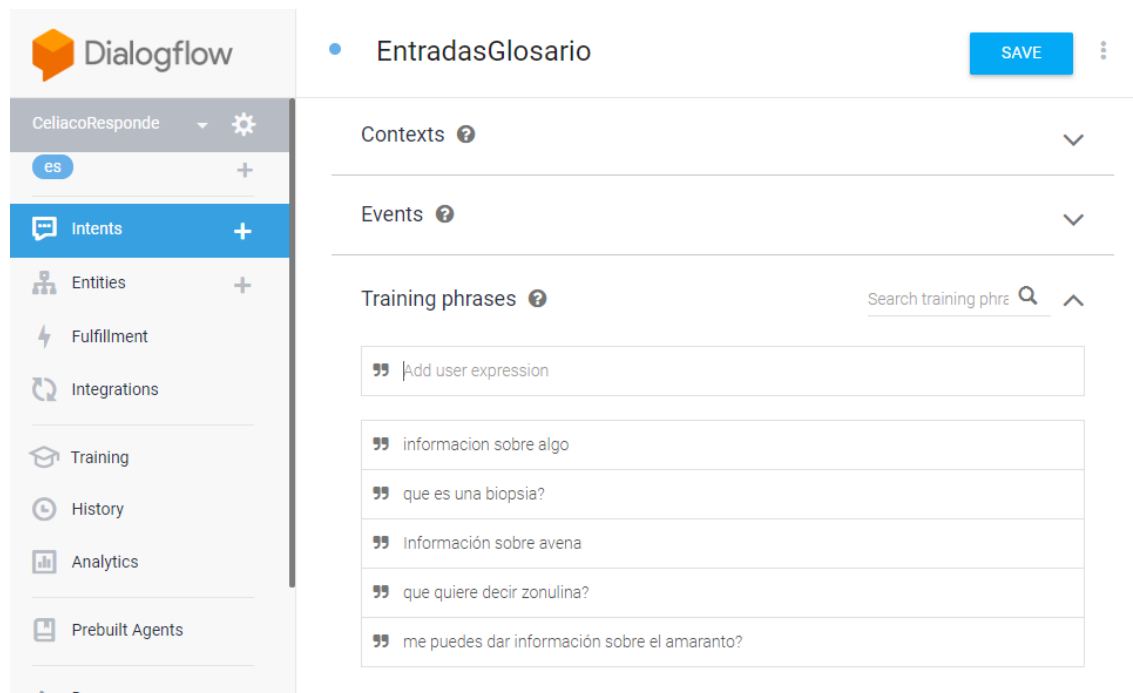 Dialogflow
EntradasGlosario
SAVE
CeliacoResponde
es
Intents
Entities
Fulfillment
Integrations
Training
History
Analytics
Prebuilt Agents
Contexts
Events
Training phrases
Search training phra
Add user expression
informacion sobre algo
que es una biopsia?
Información sobre avena
que quiere decir zonulina?
me puedes dar información sobre el amaranto?